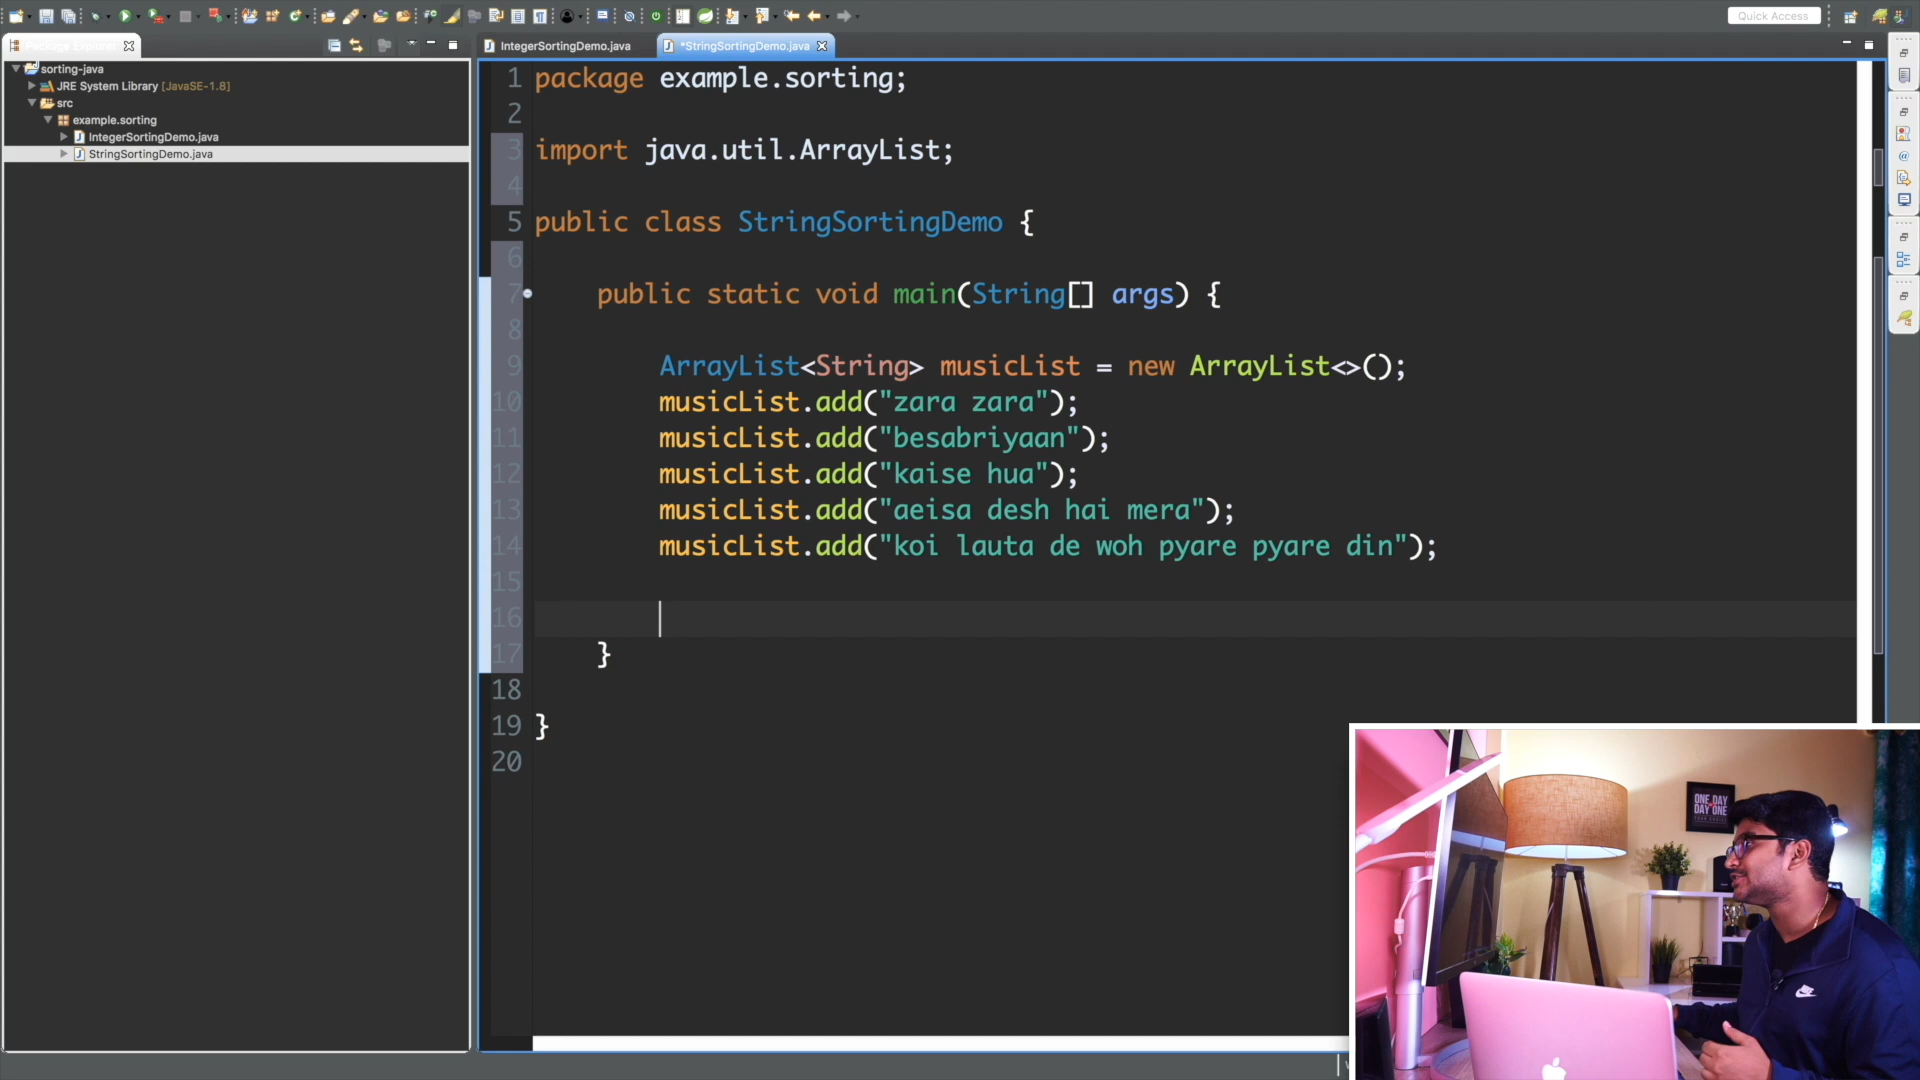 Quick Access
Package Explorer
IntegerSortingDemo.java
*StringSortingDemo.java
sorting-java
JRE System Library [JavaSE-1.8]
src
example.sorting
IntegerSortingDemo.java
StringSortingDemo.java
1 package example.sorting;
2
3 import java.util.ArrayList;
4
5 public class StringSortingDemo {
6
7 public static void main(String[] args) {
8
9 ArrayList<String> musicList = new ArrayList<>();
10 musicList.add("zara zara");
11 musicList.add("besabriyaan");
12 musicList.add("kaise hua");
13 musicList.add("aeisa desh hai mera");
14 musicList.add("koi lauta de woh pyare pyare din");
15
16
17 }
18
19 }
20
ONE DAY
DAY ONE